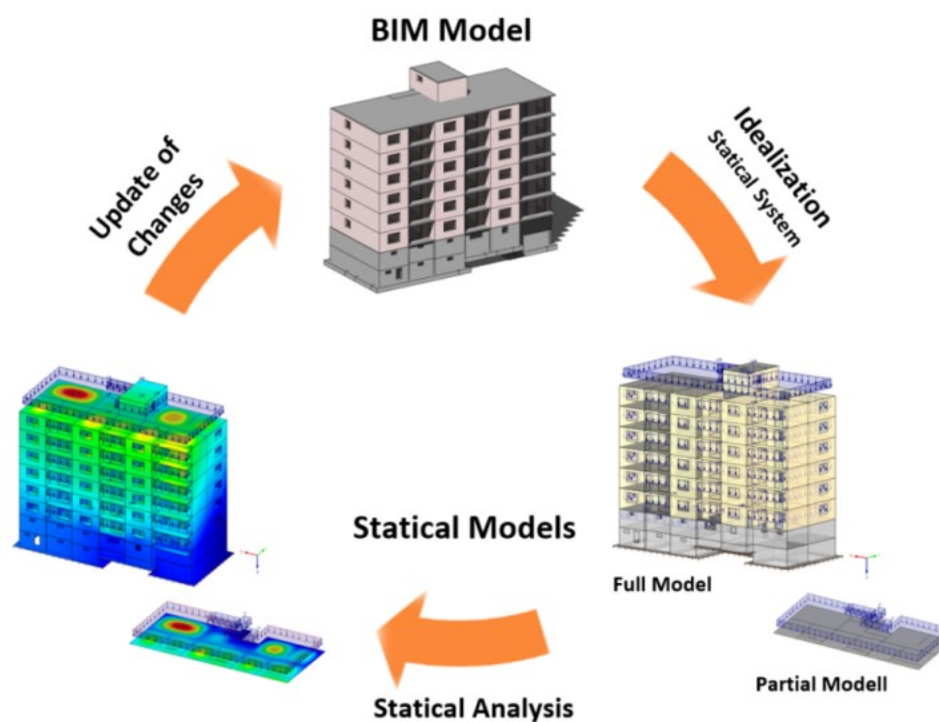 BIM Model
Update of
Changes
Idealization
Statical System
Statical Models
Full Model
Partial Modell
Statical Analysis